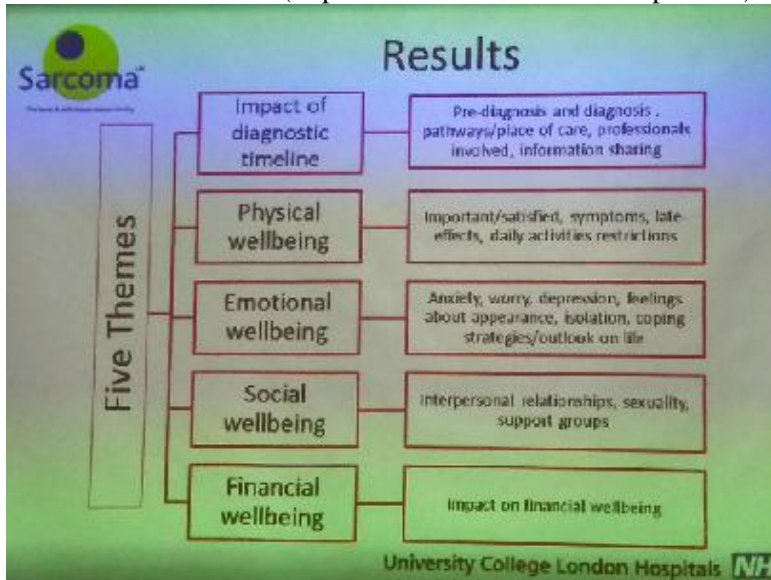 Results
Sarcoma
Five Themes
Impact of
diagnostic
timeline
Pre-diagnosis and diagnosis ,
pathways/place of care, professionals
involved, information sharing
Physical
wellbeing
Important/satisfied, symptoms, late-
effects, daily activities restrictions
Emotional
wellbeing
Anxiety, worry, depression, feelings
about appearance, isolation, coping
strategies/outlook on life
Social
wellbeing
Interpersonal relationships, sexuality,
support groups
Financial
wellbeing
Impact on financial wellbeing
University College London Hospitals NH